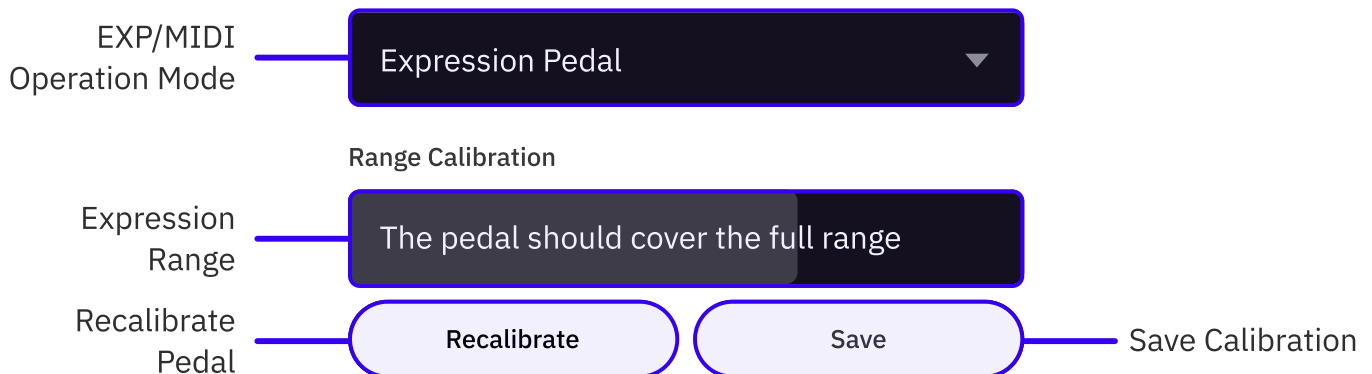 EXP/MIDI
Operation Mode
Expression Pedal
Range Calibration
Expression
Range
The pedal should cover the full range
Recalibrate
Pedal
Recalibrate
Save
Save Calibration